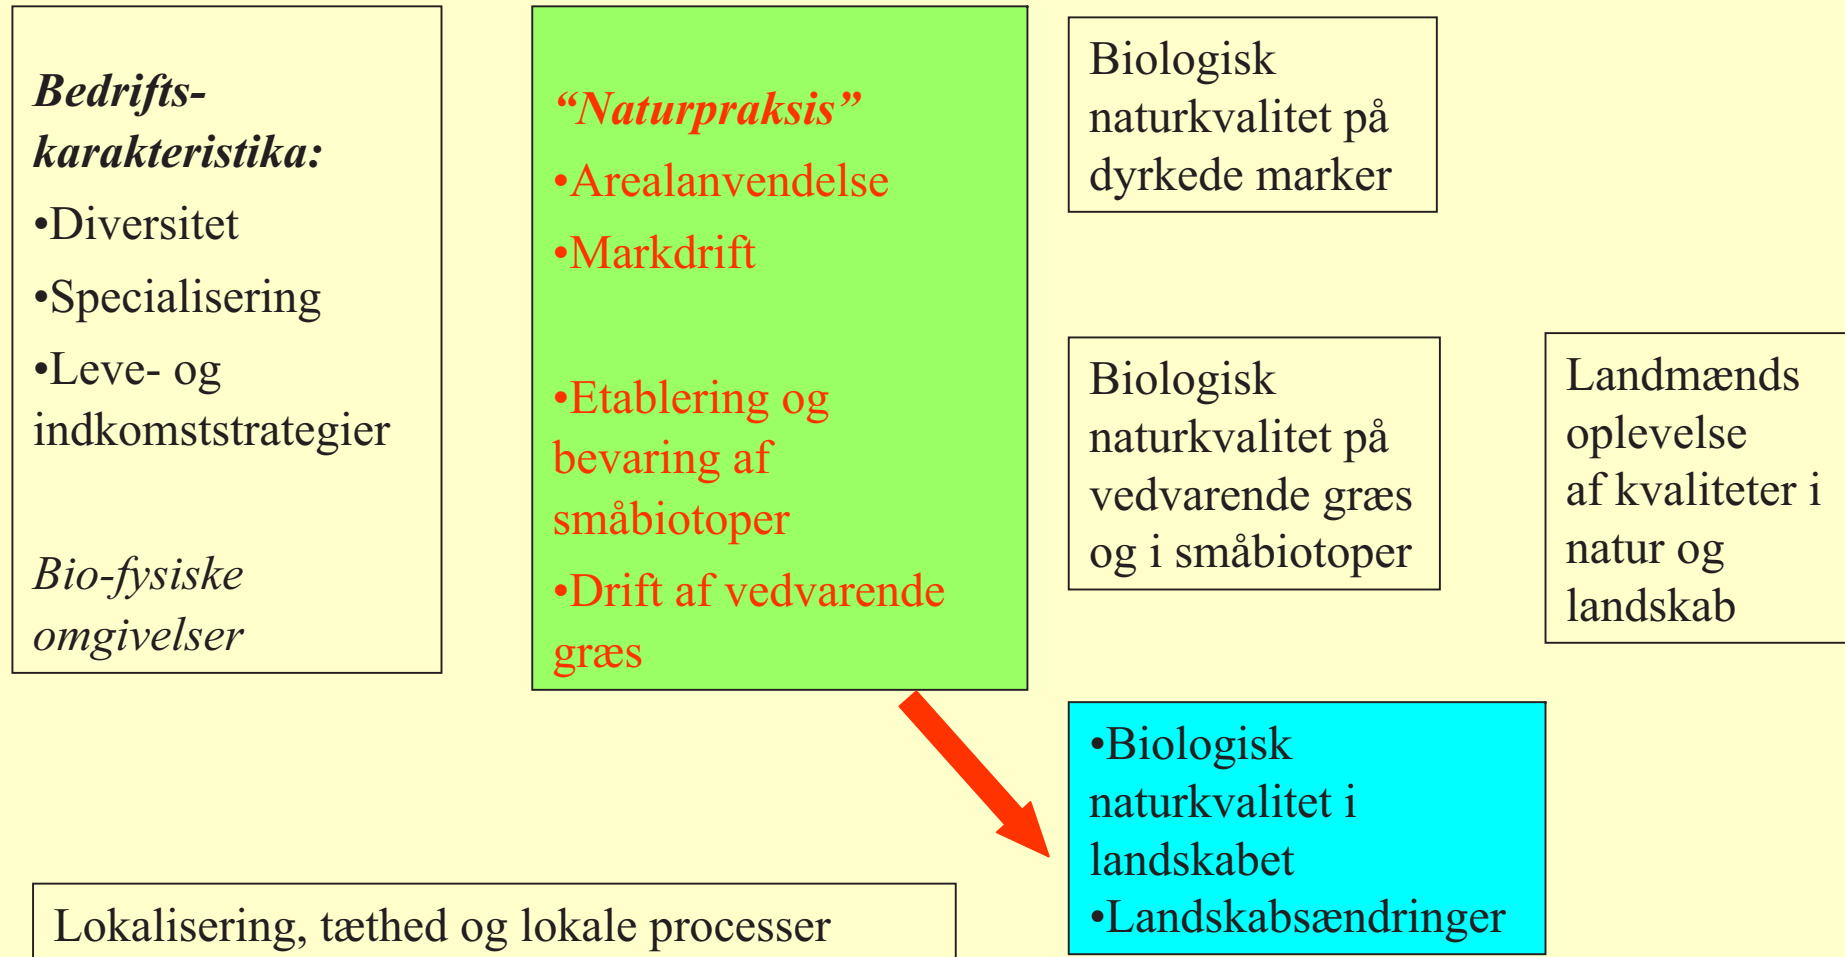 Bedrifts-
karakteristika:
•Diversitet
•Specialisering
•Leve- og
indkomststrategier
Bio-fysiske
omgivelser
“Naturpraksis”
•Arealanvendelse
•Markdrift
•Etablering og
bevaring af
småbiotoper
•Drift af vedvarende
græs
Biologisk
naturkvalitet på
dyrkede marker
Biologisk
naturkvalitet på
vedvarende græs
og i småbiotoper
Landmænds
oplevelse
af kvaliteter i
natur og
landskab
•Biologisk
naturkvalitet i
landskabet
•Landskabsændringer
Lokalisering, tæthed og lokale processer